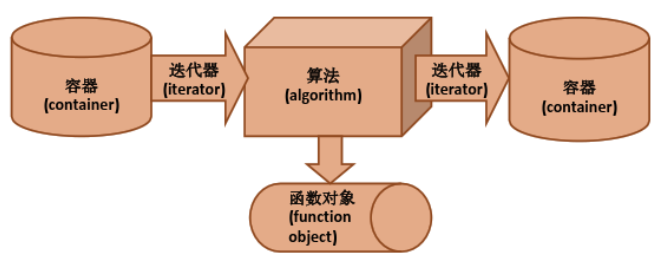 容器
(container)
迭代器
(iterator)
算法
(algorithm)
迭代器
(iterator)
容器
(container)
函数对象
(function
object)